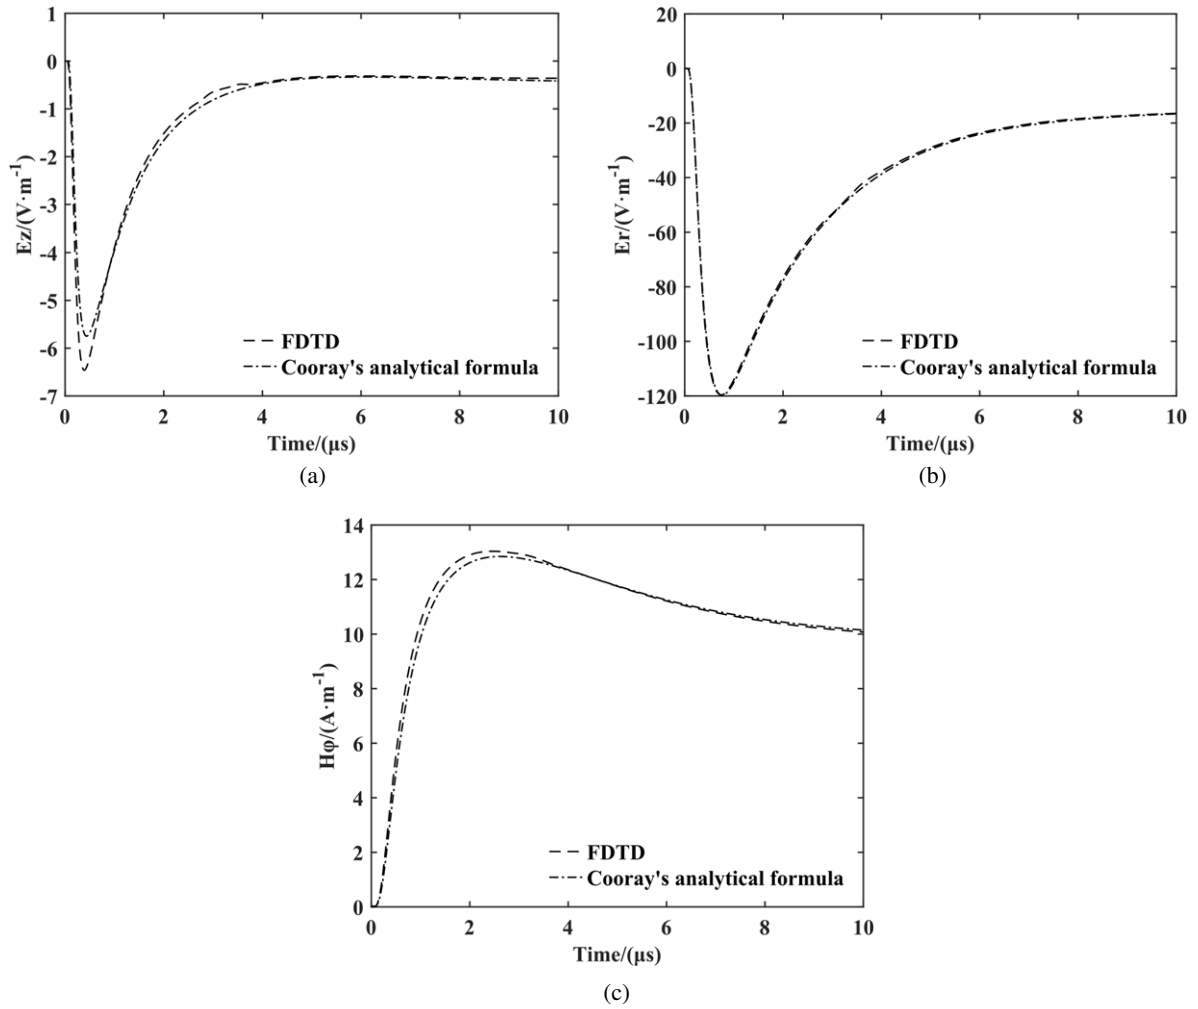 1
0
-1
-2
-3
-4
-5
-6
-7
Ez/(V·m⁻¹)
FDTD
Cooray's analytical formula
0 2 4 6 8 10
Time/(μs)
(a)
20
0
-20
-40
-60
-80
-100
-120
Er/(V·m⁻¹)
FDTD
Cooray's analytical formula
0 2 4 6 8 10
Time/(μs)
(b)
14
12
10
8
6
4
2
0
Hφ/(A·m⁻¹)
FDTD
Cooray's analytical formula
0 2 4 6 8 10
Time/(μs)
(c)